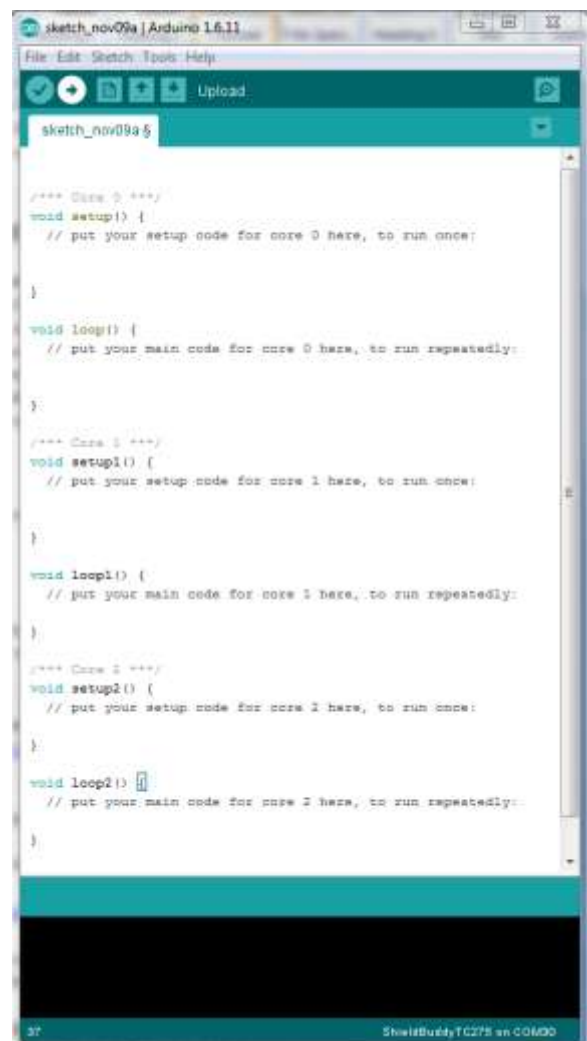 sketch_nov09a | Arduino 1.6.11
File Edit Sketch Tools Help
Upload
sketch_nov09a §
/*** Core 0 ***/
void setup() {
// put your setup code for core 0 here, to run once:
}
void loop() {
// put your main code for core 0 here, to run repeatedly:
}
/*** Core 1 ***/
void setup1() {
// put your setup code for core 1 here, to run once:
}
void loop1() {
// put your main code for core 1 here, to run repeatedly:
}
/*** Core 2 ***/
void setup2() {
// put your setup code for core 2 here, to run once:
}
void loop2() {
// put your main code for core 2 here, to run repeatedly:
}
37
ShieldBuddyTC275 on COM30